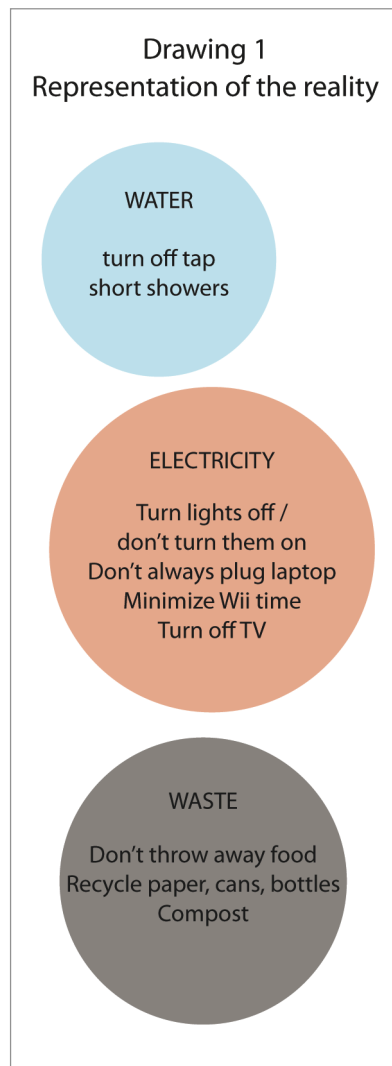 Drawing 1
Representation of the reality
WATER
turn off tap
short showers
ELECTRICITY
Turn lights off /
don’t turn them on
Don’t always plug laptop
Minimize Wii time
Turn off TV
WASTE
Don’t throw away food
Recycle paper, cans, bottles
Compost